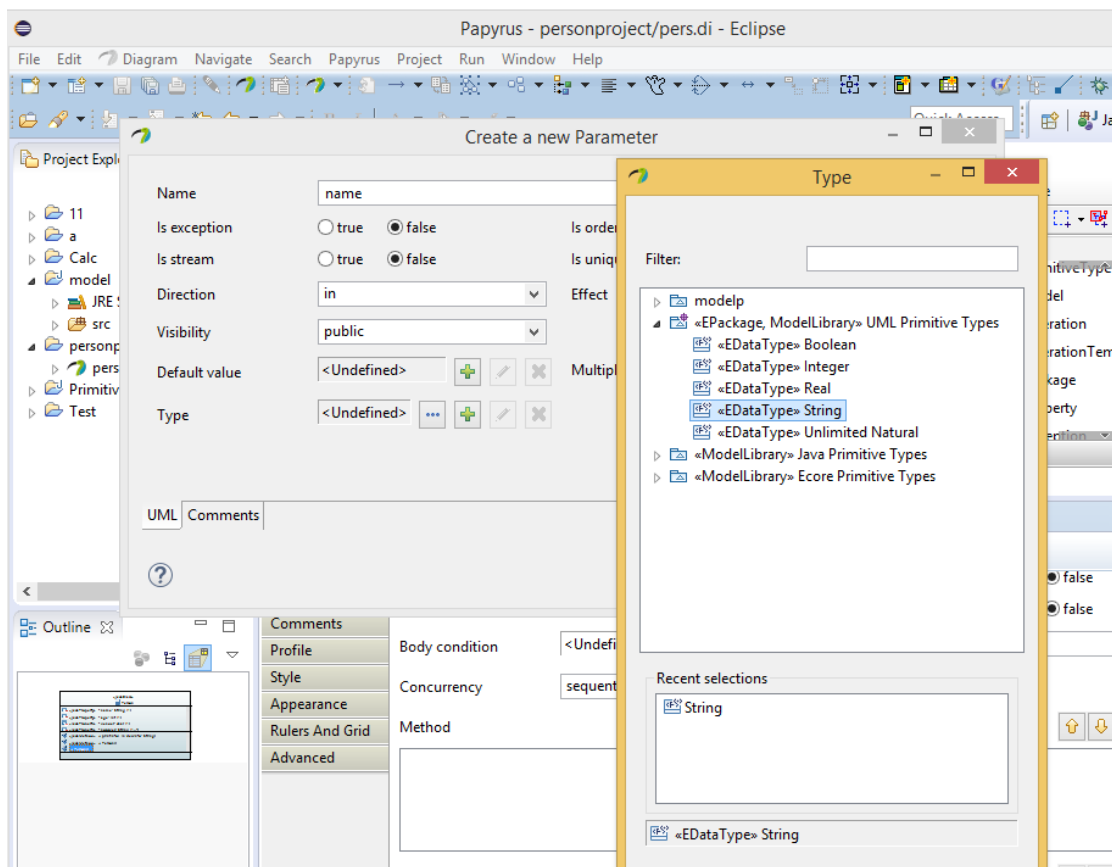 Papyrus - personproject/pers.di - Eclipse
File Edit Diagram Navigate Search Papyrus Project Run Window Help
Quick Access
Create a new Parameter
Type
Project Expl
11
a
Calc
model
JRE
src
personp
pers
Primitiv
Test
Name name
Is exception true false Is order
Is stream true false Is uniq
Direction in Effect
Visibility public
Default value <Undefined> Multipl
Type <Undefined>
UML Comments
Filter:
modelp
«EPackage, ModelLibrary» UML Primitive Types
«EDataType» Boolean
«EDataType» Integer
«EDataType» Real
«EDataType» String
«EDataType» Unlimited Natural
«ModelLibrary» Java Primitive Types
«ModelLibrary» Ecore Primitive Types
Recent selections
String
«EDataType» String
Outline
Comments
Profile
Style
Appearance
Rulers And Grid
Advanced
Body condition <Undefi
Concurrency sequent
Method
false
false